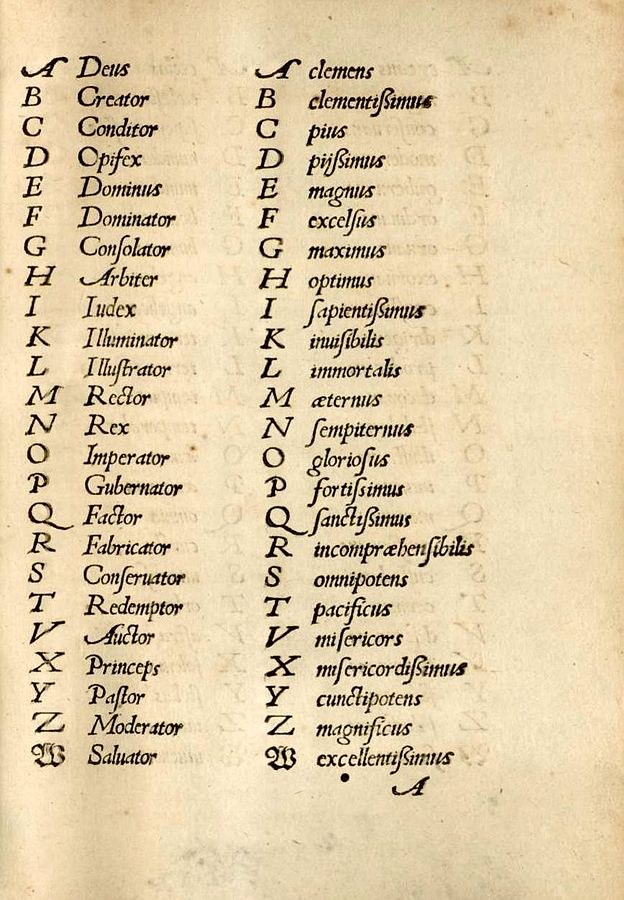 A Deus A clemens
B Creator B clementiſsimus
C Conditor C pius
D Opifex D pijſsimus
E Dominus E magnus
F Dominator F excelſus
G Conſolator G maximus
H Arbiter H optimus
I Iudex I ſapientiſsimus
K Illuminator K inuiſibilis
L Illuſtrator L immortalis
M Rector M æternus
N Rex N ſempiternus
O Imperator O glorioſus
P Gubernator P fortiſsimus
Q Factor Q ſanctiſsimus
R Fabricator R incompræhenſibilis
S Conſeruator S omnipotens
T Redemptor T pacificus
V Auctor V miſericors
X Princeps X miſericordiſsimus
Y Paſtor Y cunctipotens
Z Moderator Z magnificus
W Saluator W excellentiſsimus
A